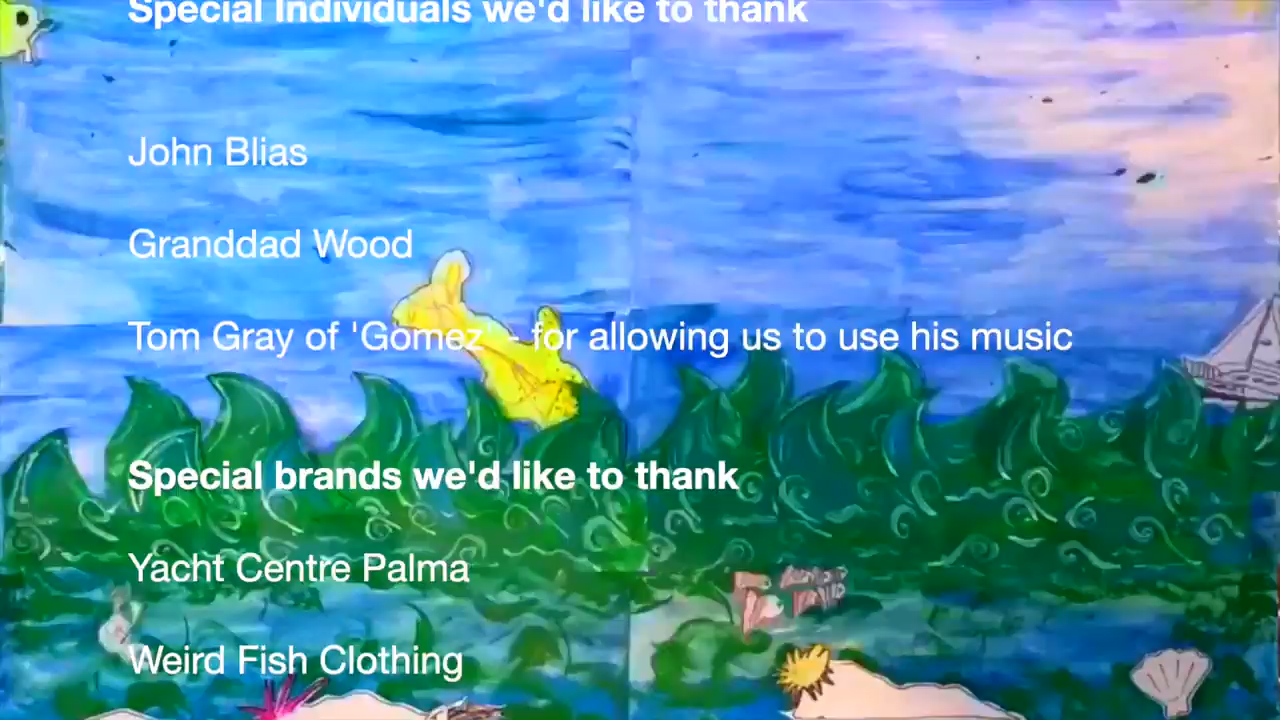 Special Individuals we'd like to thank
John Blias
Granddad Wood
Tom Gray of 'Gomez' - for allowing us to use his music
Special brands we'd like to thank
Yacht Centre Palma
Weird Fish Clothing